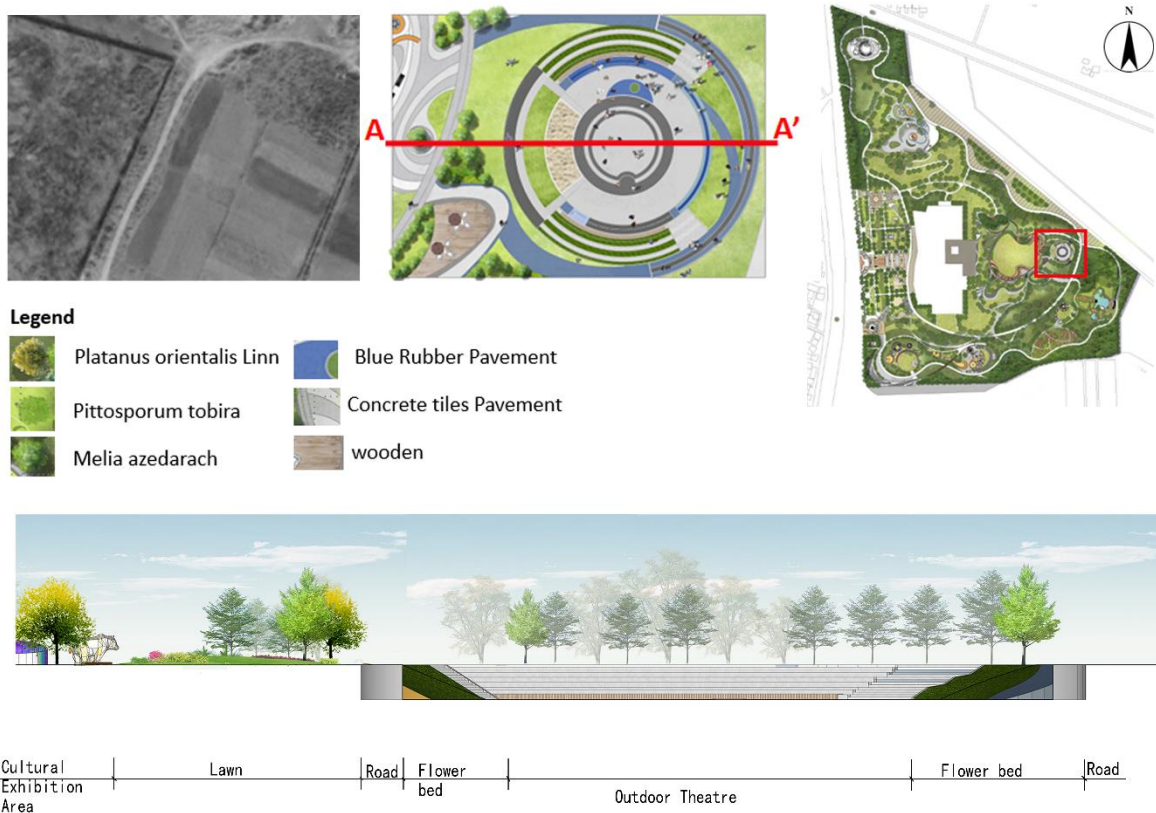 N
A
A’
Legend
Platanus orientalis Linn
Blue Rubber Pavement
Pittosporum tobira
Concrete tiles Pavement
Melia azedarach
wooden
Cultural
Exhibition
Area
Lawn
Road
Flower
bed
Outdoor Theatre
Flower bed
Road